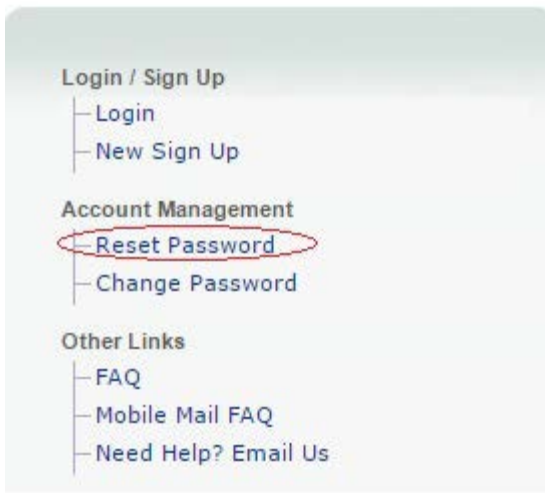 Login / Sign Up
Login
New Sign Up
Account Management
Reset Password
Change Password
Other Links
FAQ
Mobile Mail FAQ
Need Help? Email Us